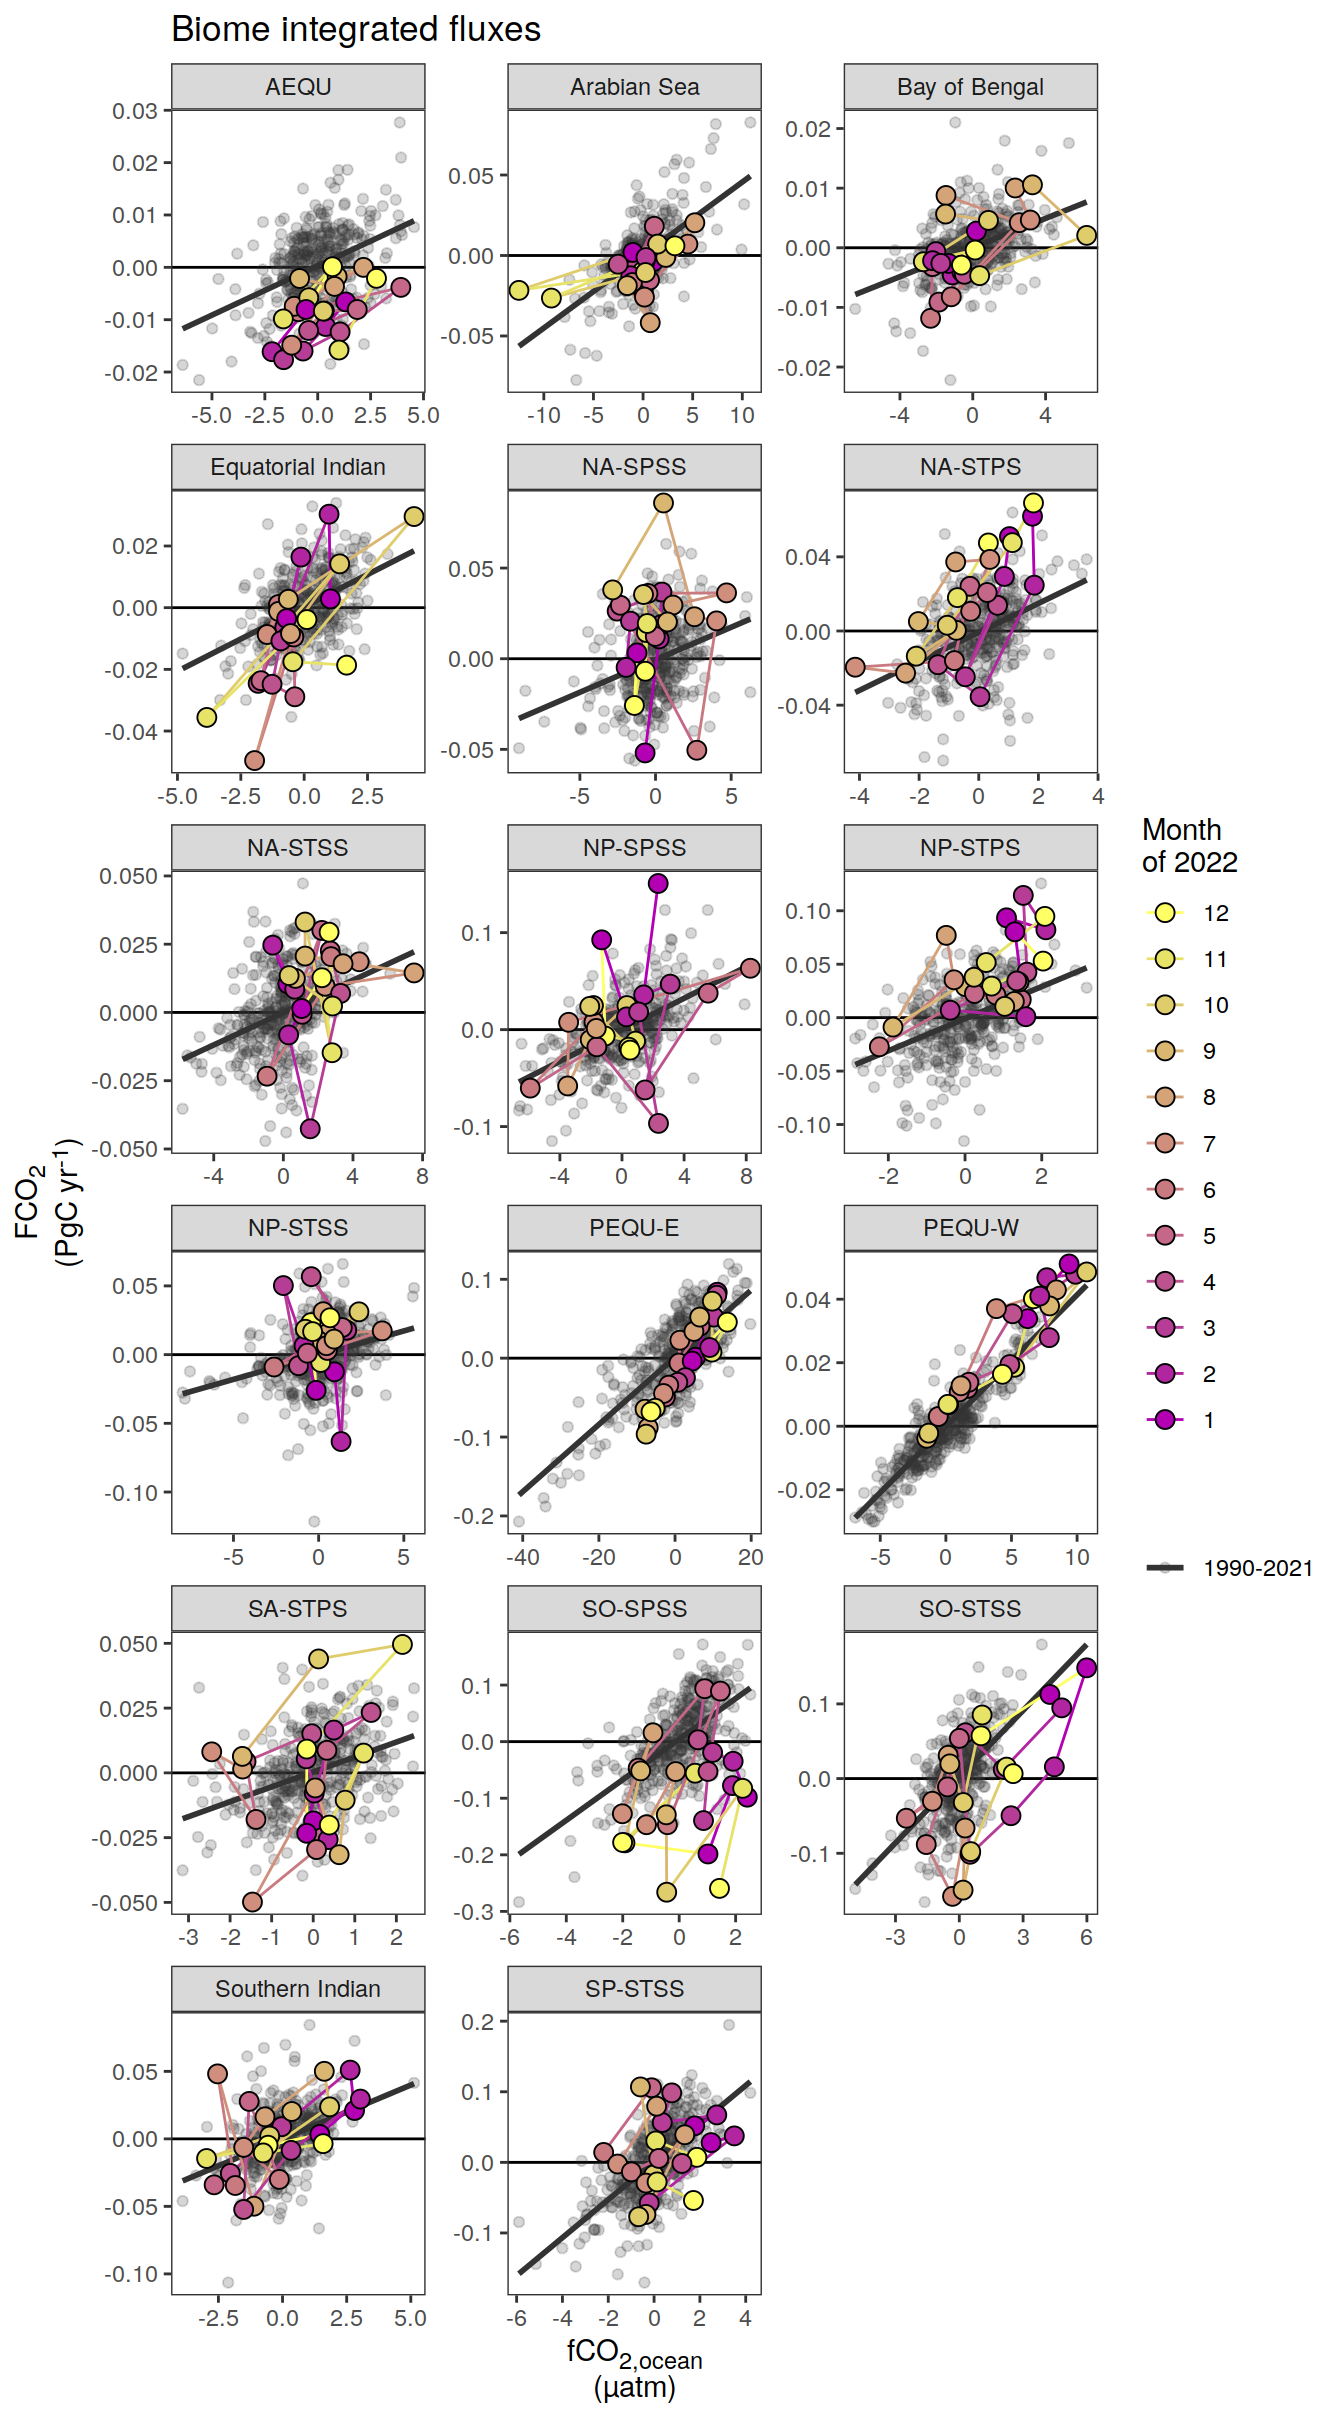 Biome integrated fluxes
AEQU
Arabian Sea
Bay of Bengal
0.03
0.02
0.01
0.00
-0.01
-0.02
0.05
0.00
-0.05
0.02
0.01
0.00
-0.01
-0.02
-5.0 -2.5 0.0 2.5 5.0
-10 -5 0 5 10
-4 0 4
Equatorial Indian
NA-SPSS
NA-STPS
0.02
0.00
-0.02
-0.04
0.05
0.00
-0.05
0.04
0.00
-0.04
-5.0 -2.5 0.0 2.5
-5 0 5
-4 -2 0 2 4
NA-STSS
NP-SPSS
NP-STPS
0.050
0.025
0.000
-0.025
-0.050
0.1
0.0
-0.1
0.10
0.05
0.00
-0.05
-0.10
-4 0 4 8
-4 0 4 8
-2 0 2
NP-STSS
PEQU-E
PEQU-W
0.05
0.00
-0.05
-0.10
0.1
0.0
-0.1
-0.2
0.04
0.02
0.00
-0.02
-5 0 5
-40 -20 0 20
-5 0 5 10
SA-STPS
SO-SPSS
SO-STSS
0.050
0.025
0.000
-0.025
-0.050
0.1
0.0
-0.1
-0.2
-0.3
0.1
0.0
-0.1
-3 -2 -1 0 1 2
-6 -4 -2 0 2
-3 0 3 6
Southern Indian
SP-STSS
0.05
0.00
-0.05
-0.10
0.2
0.1
0.0
-0.1
-2.5 0.0 2.5 5.0
-6 -4 -2 0 2 4
FCO2
(PgC yr-1)
fCO2,ocean
(µatm)
Month
of 2022
12
11
10
9
8
7
6
5
4
3
2
1
1990-2021